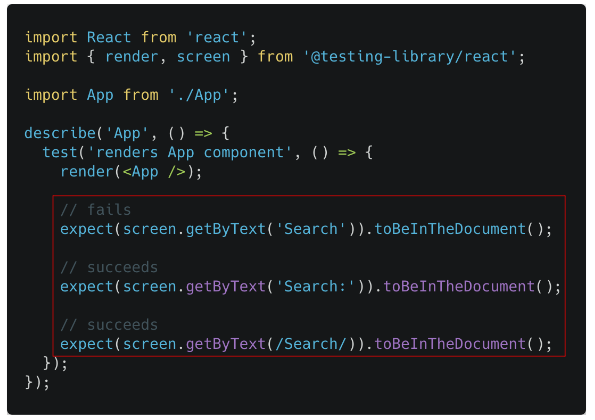 import React from 'react';
import { render, screen } from '@testing-library/react';
import App from './App';
describe('App', () => {
test('renders App component', () => {
render(<App />);
// fails
expect(screen.getByText('Search')).toBeInTheDocument();
// succeeds
expect(screen.getByText('Search:')).toBeInTheDocument();
// succeeds
expect(screen.getByText(/Search/)).toBeInTheDocument();
});
});